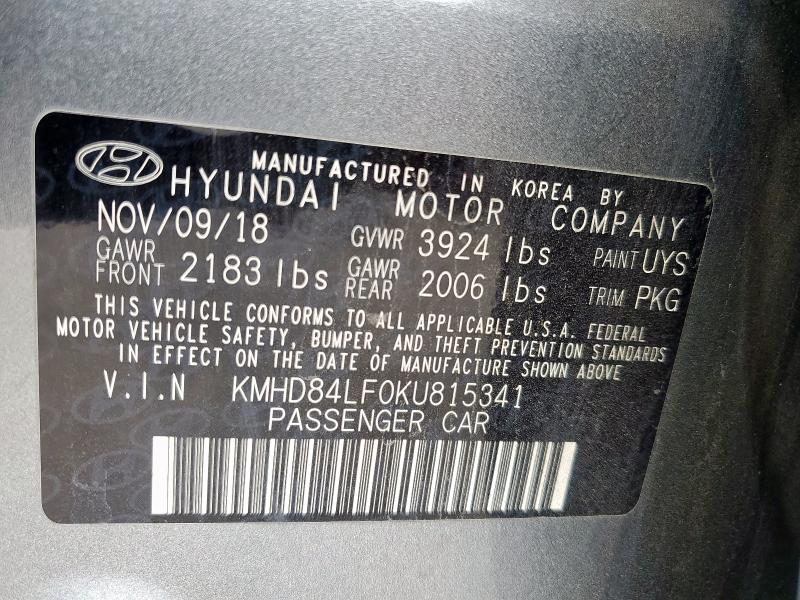 MANUFACTURED IN KOREA BY
HYUNDAI MOTOR COMPANY
NOV/09/18 GVWR 3924 lbs PAINT UYS
GAWR FRONT 2183 lbs GAWR REAR 2006 lbs TRIM PKG
THIS VEHICLE CONFORMS TO ALL APPLICABLE U.S.A. FEDERAL
MOTOR VEHICLE SAFETY, BUMPER, AND THEFT PREVENTION STANDARDS
IN EFFECT ON THE DATE OF MANUFACTURE SHOWN ABOVE
V.I.N KMHD84LF0KU815341
PASSENGER CAR